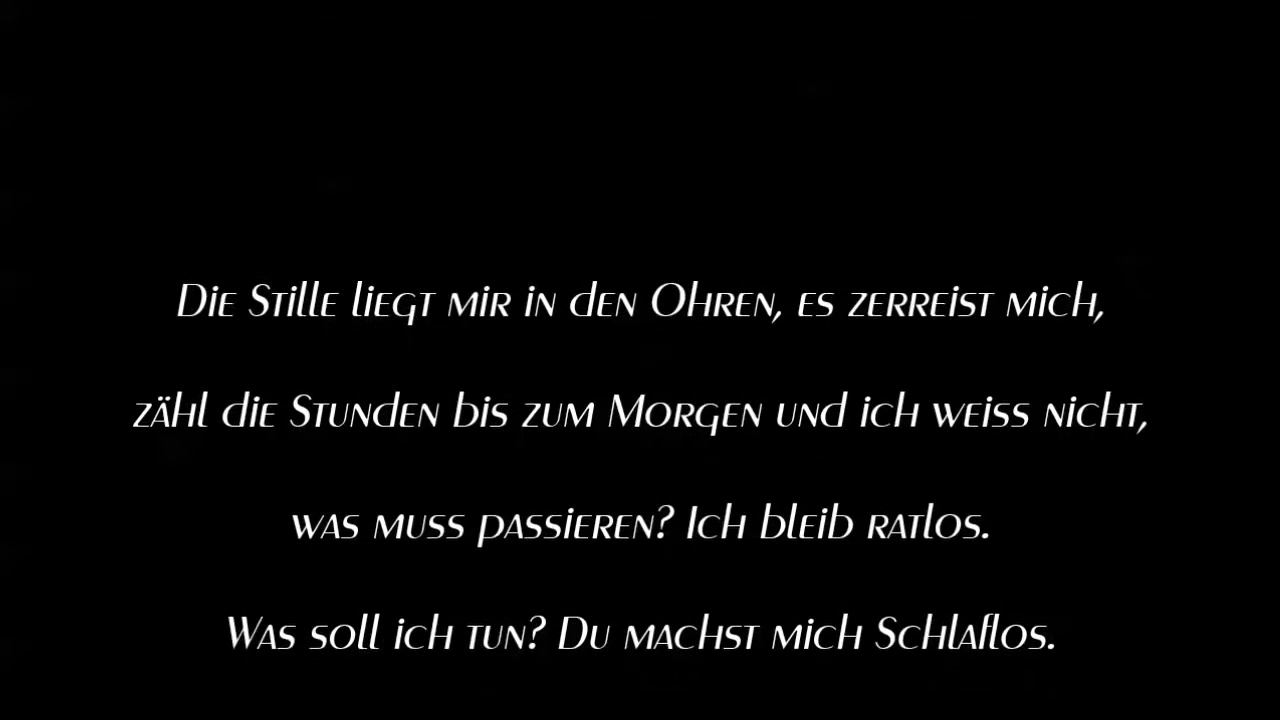 Die Stille liegt mir in den Ohren, es zerreist mich,
zähl die Stunden bis zum Morgen und ich weiss nicht,
was muss passieren? Ich bleib ratlos.
Was soll ich tun? Du machst mich Schlaflos.